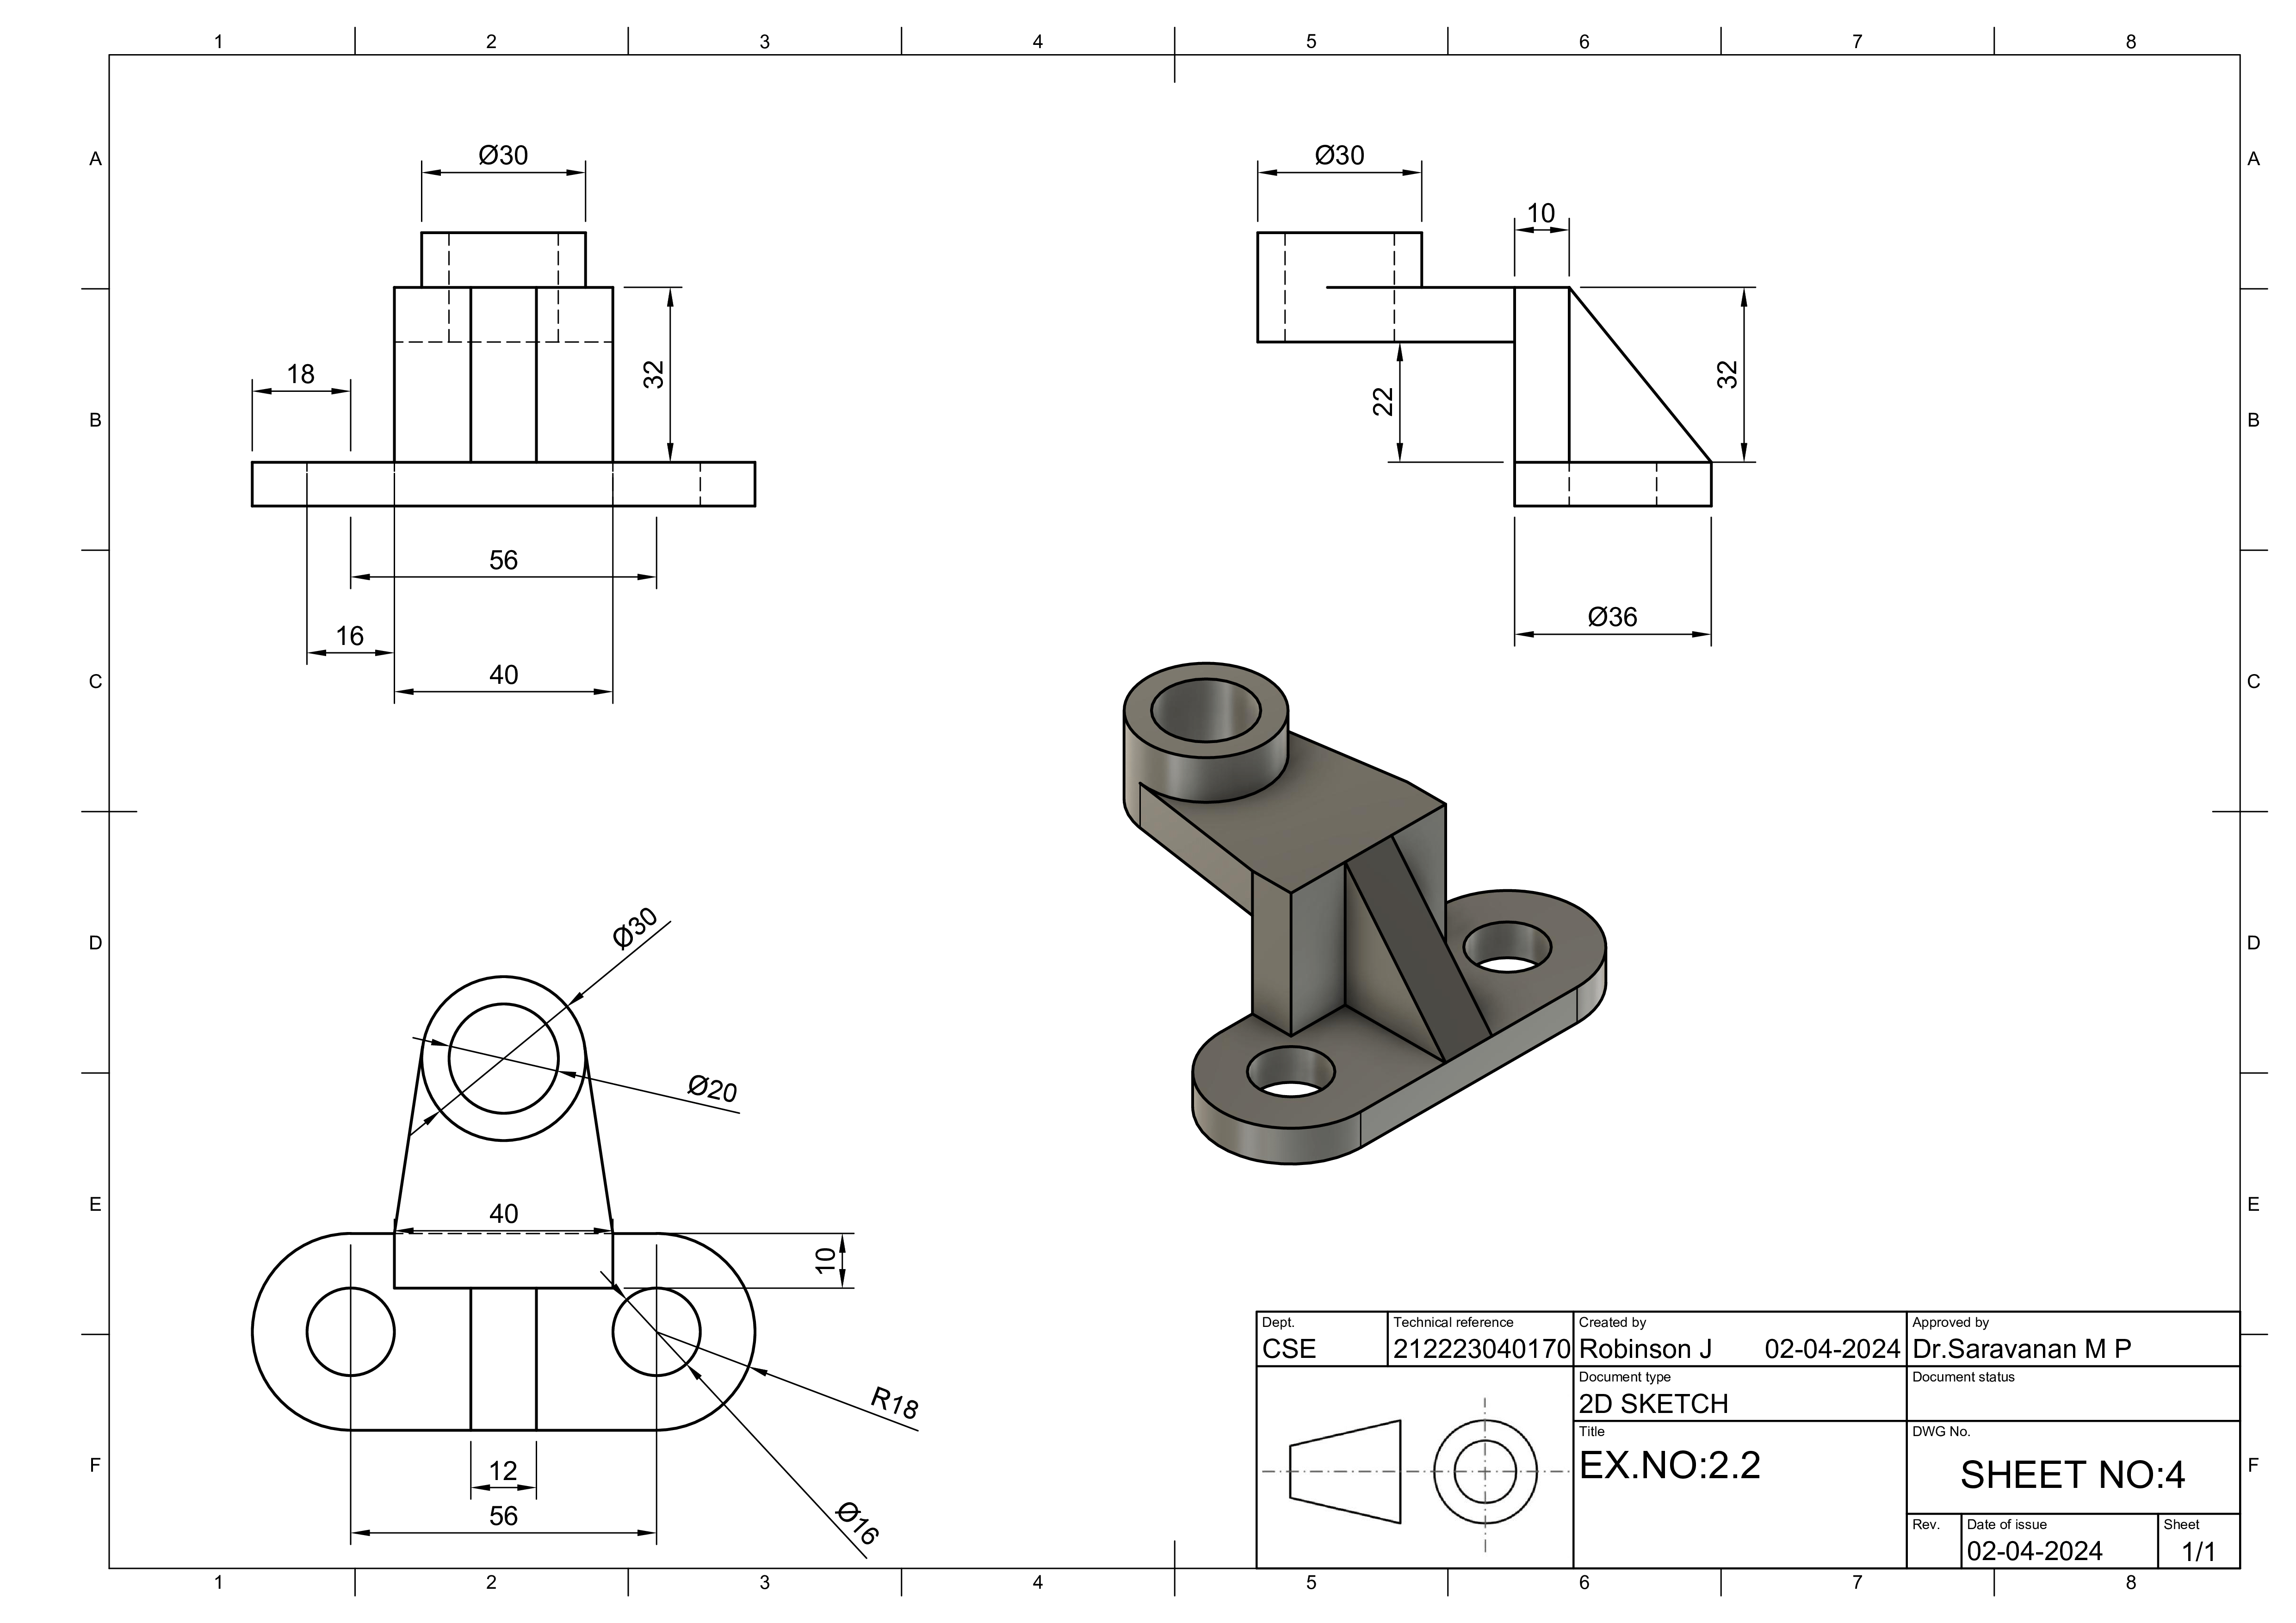 1 2 3 4 5 6 7 8
A A
Ø30 Ø30
10
32
18
32
22
B B
56
Ø36
16
40
C C
Ø30
D D
Ø20
E E
40
10
R18
12
56
Ø16
F F
Dept. Technical reference Created by Approved by
CSE 212223040170 Robinson J 02-04-2024 Dr.Saravanan M P
Document type Document status
2D SKETCH
Title DWG No.
EX.NO:2.2
SHEET NO:4
Rev. Date of issue Sheet
02-04-2024 1/1
1 2 3 4 5 6 7 8